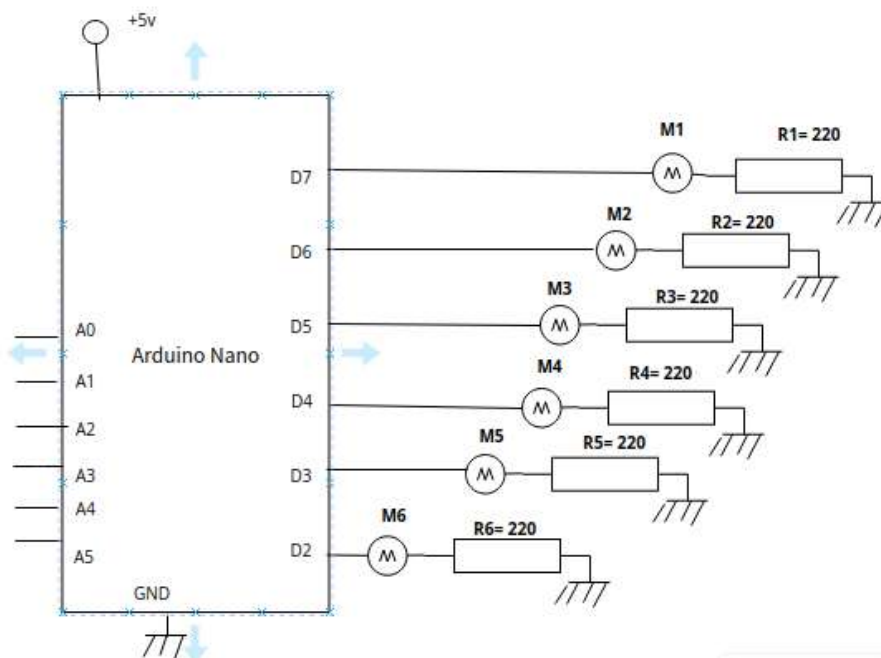 +5v
M1
R1= 220
D7
M2
R2= 220
D6
M3
R3= 220
A0
D5
Arduino Nano
A1
M4
R4= 220
D4
A2
M5
R5= 220
A3
D3
A4
M6
R6= 220
A5
D2
GND